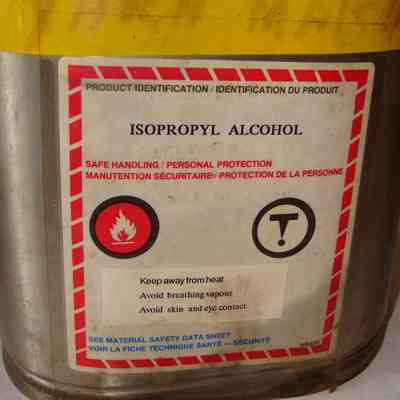 PRODUCT IDENTIFICATION / IDENTIFICATION DU PRODUIT
ISOPROPYL ALCOHOL
SAFE HANDLING / PERSONAL PROTECTION
MANUTENTION SÉCURITAIRE / PROTECTION DE LA PERSONNE
Keep away from heat
Avoid breathing vapour
Avoid skin and eye contact
SEE MATERIAL SAFETY DATA SHEET
VOIR LA FICHE TECHNIQUE SANTÉ — SÉCURITÉ